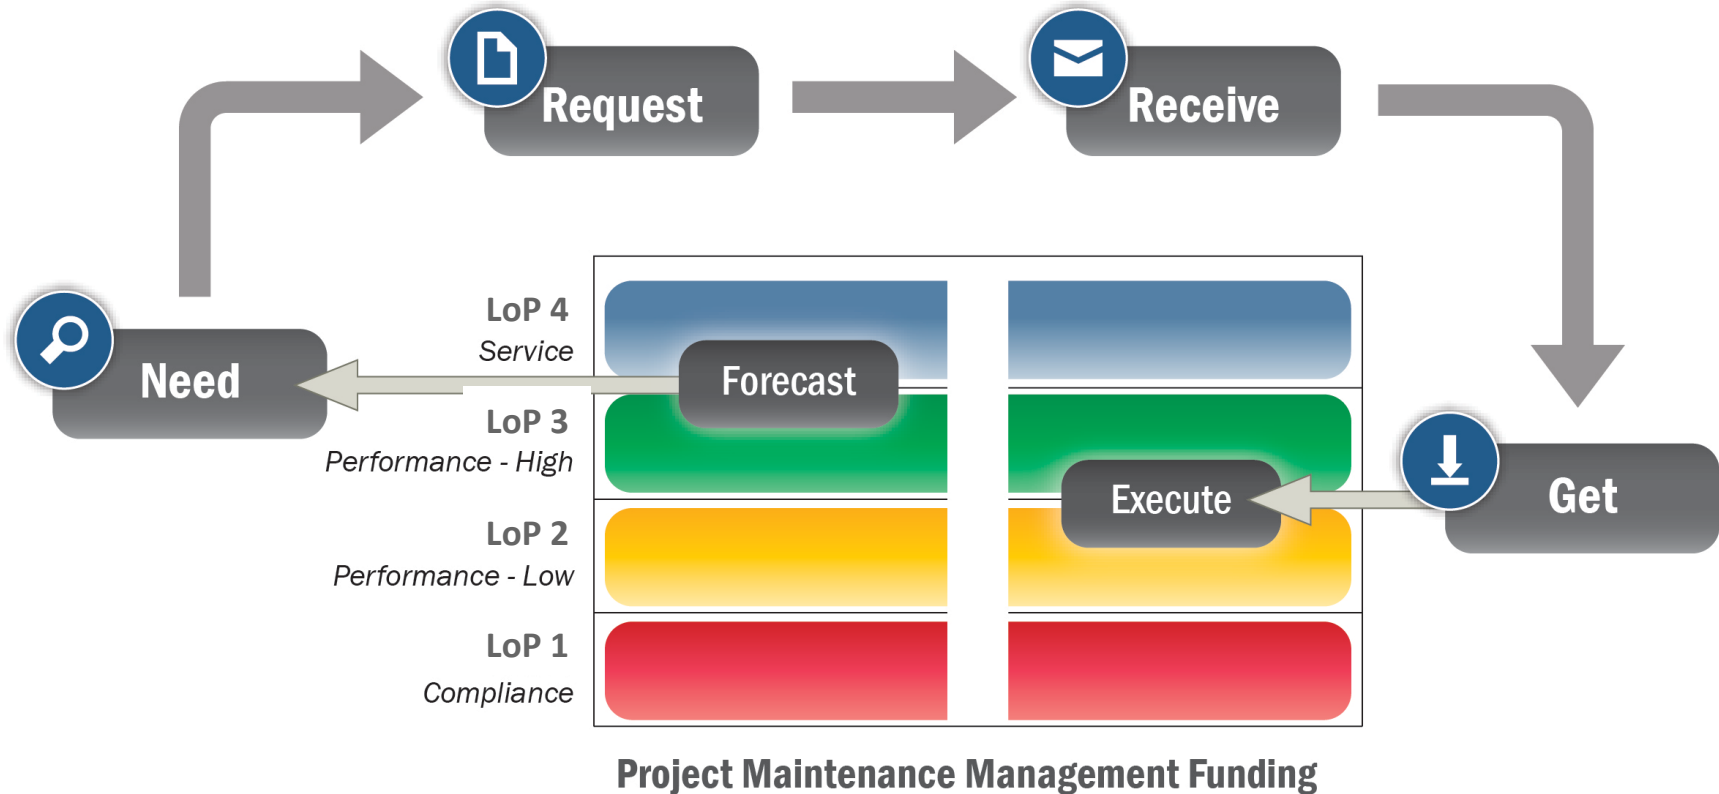 Request
Receive
Need
LoP 4
Service
Forecast
LoP 3
Performance - High
Execute
Get
LoP 2
Performance - Low
LoP 1
Compliance
Project Maintenance Management Funding